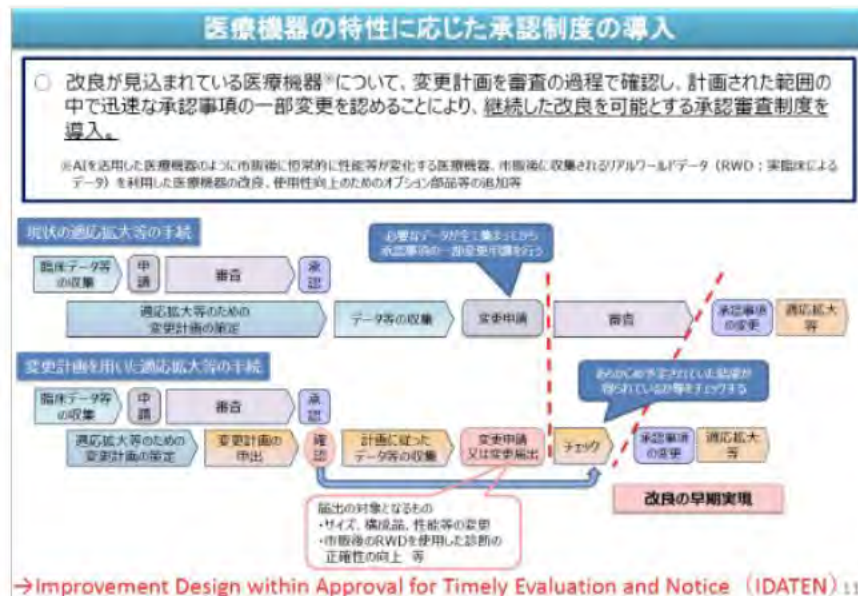 医療機器の特性に応じた承認制度の導入
○ 改良が見込まれている医療機器※について、変更計画を審査の過程で確認し、計画された範囲の
中で迅速な承認事項の一部変更を認めることにより、継続した改良を可能とする承認審査制度を
導入。
※AIを活用した医療機器のように市販後に恒常的に性能等が変化する医療機器、市販後に収集されるリアルワールドデータ（RWD：実臨床による
データ）を利用した医療機器の改良、使用性向上のためのオプション部品等の追加等
現状の適応拡大等の手続
必要なデータが全て集まってから
承認事項の一部変更申請を行う
臨床データ等
の収集
申請
審査
承認
適応拡大等のための
変更計画の策定
データ等の収集
変更申請
審査
承認事項
の変更
適応拡大
等
変更計画を用いた適応拡大等の手続
あらかじめ予定されていた結果が
得られているか等をチェックする
臨床データ等
の収集
申請
審査
承認
適応拡大等のための
変更計画の策定
変更計画の
申出
確認
計画に従った
データ等の収集
変更申請
又は変更届出
チェック
承認事項
の変更
適応拡大
等
改良の早期実現
届出の対象となるもの
・サイズ、構成品、性能等の変更
・市販後のRWDを使用した診断の
正確性の向上 等
→Improvement Design within Approval for Timely Evaluation and Notice （IDATEN） 11